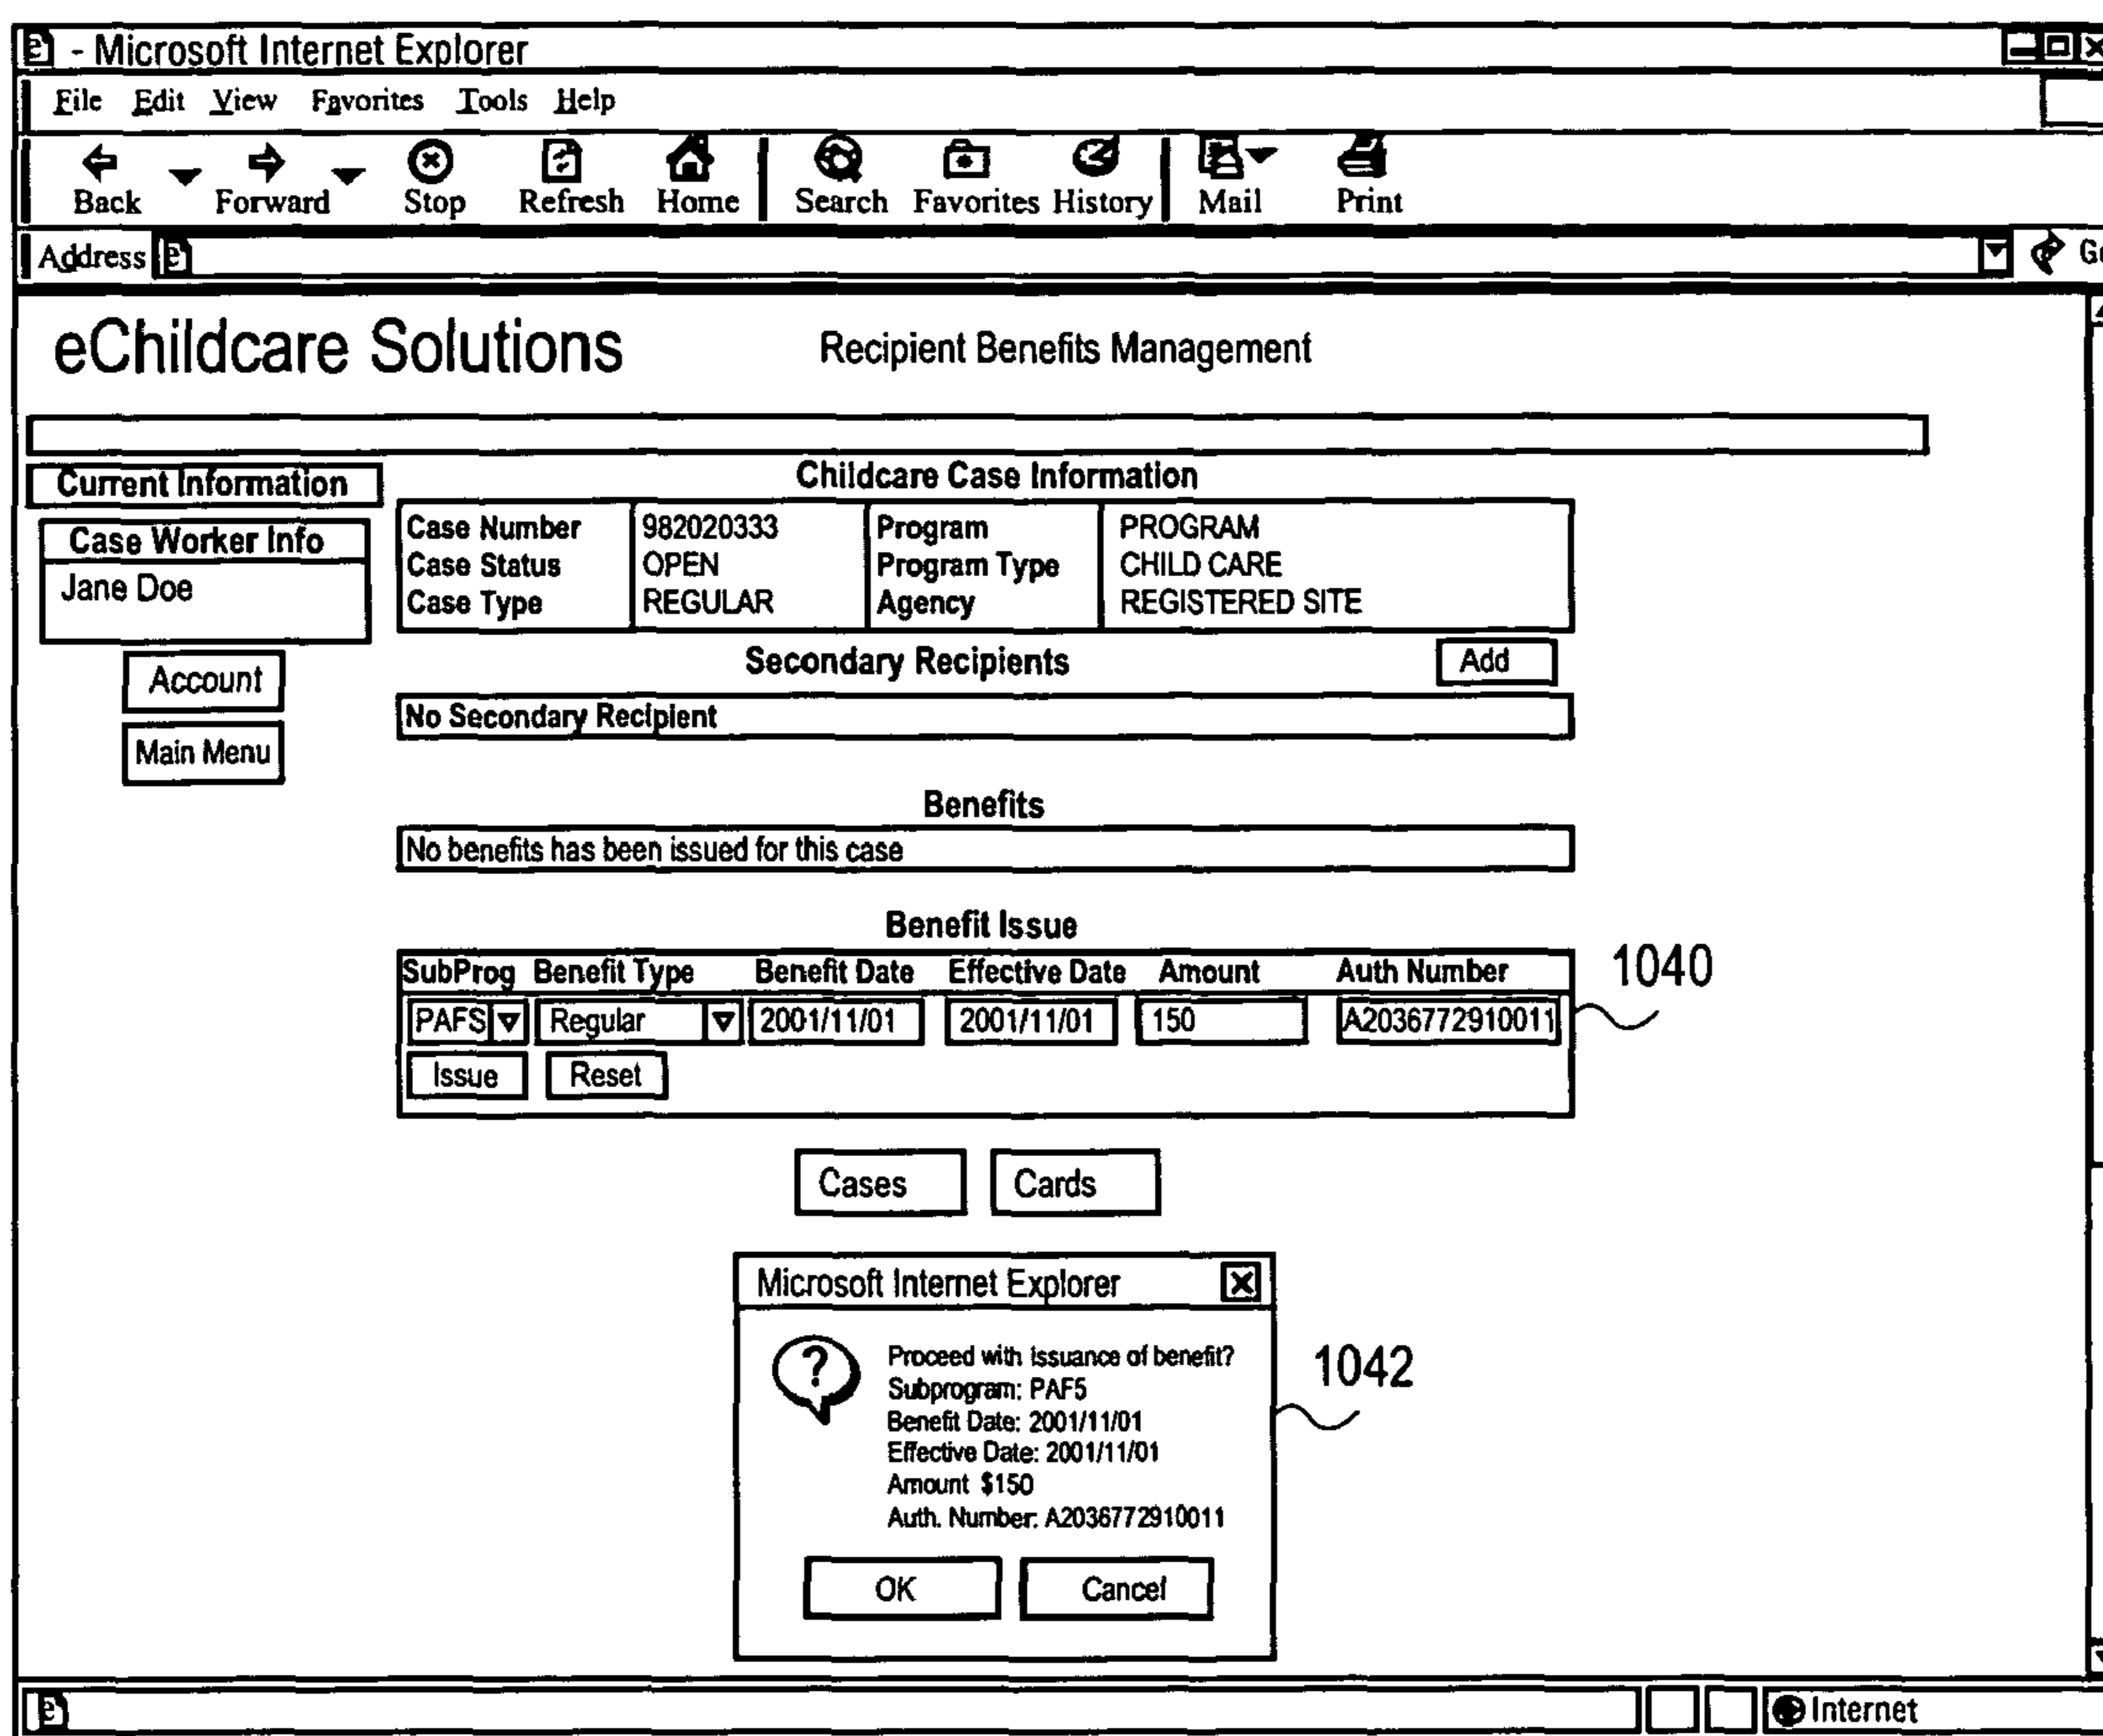 - Microsoft Internet Explorer
File Edit View Favorites Tools Help
Back Forward Stop Refresh Home Search Favorites History Mail Print
Address
eChildcare Solutions Recipient Benefits Management
Current Information
Childcare Case Information
Case Worker Info
Jane Doe
Case Number 982020333 Program PROGRAM
Case Status OPEN Program Type CHILD CARE
Case Type REGULAR Agency REGISTERED SITE
Account
Main Menu
Secondary Recipients Add
No Secondary Recipient
Benefits
No benefits has been issued for this case
Benefit Issue
SubProg Benefit Type Benefit Date Effective Date Amount Auth Number
PAFS Regular 2001/11/01 2001/11/01 150 A2036772910011
1040
Issue Reset
Cases Cards
Microsoft Internet Explorer
?
Proceed with issuance of benefit?
Subprogram: PAF5
Benefit Date: 2001/11/01
Effective Date: 2001/11/01
Amount $150
Auth. Number: A2036772910011
1042
OK Cancel
Internet